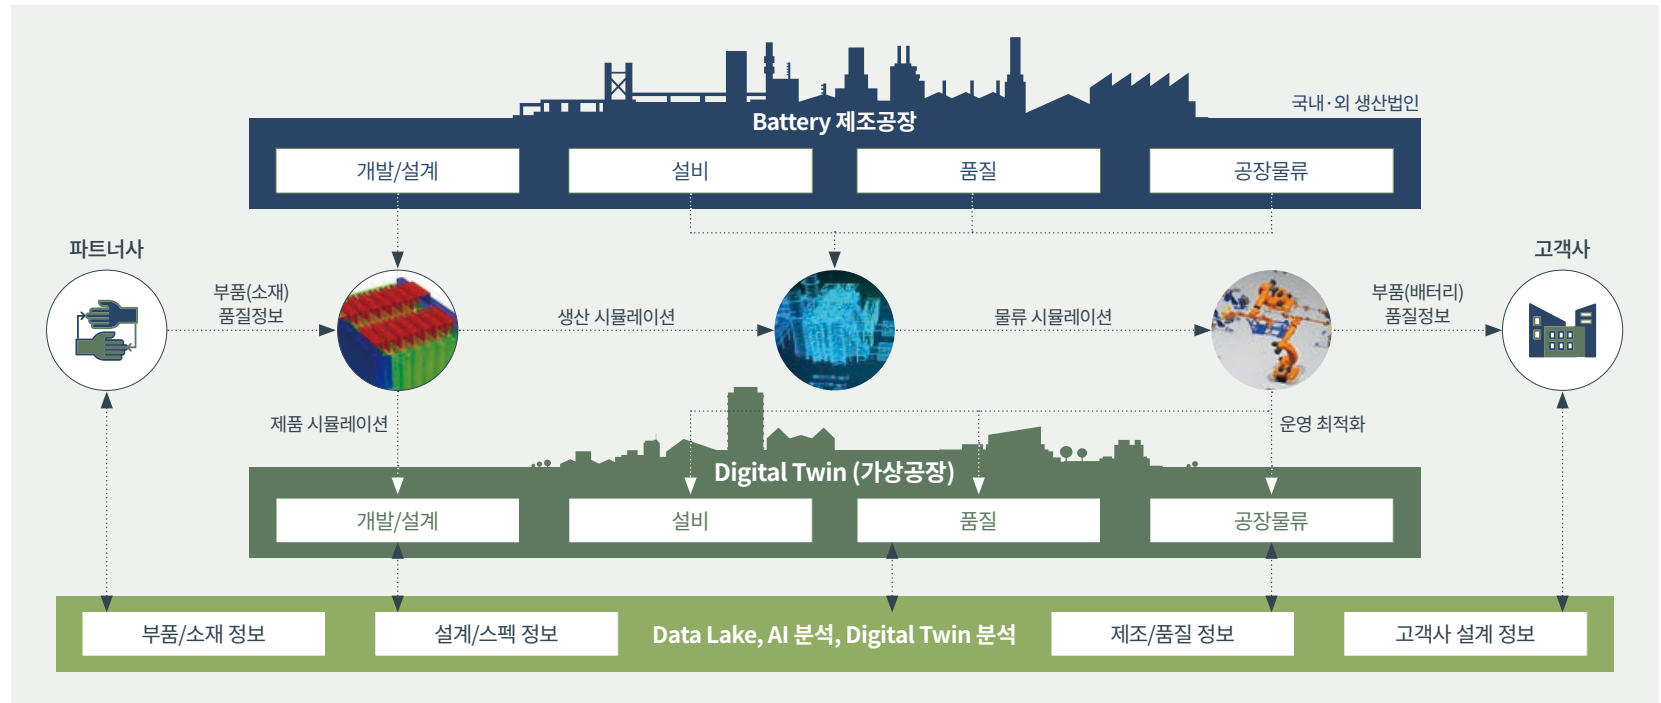 국내·외 생산법인
Battery 제조공장
개발/설계
설비
품질
공장물류
파트너사
고객사
부품(소재)
품질정보
생산 시뮬레이션
물류 시뮬레이션
부품(배터리)
품질정보
제품 시뮬레이션
운영 최적화
Digital Twin (가상공장)
개발/설계
설비
품질
공장물류
부품/소재 정보
설계/스펙 정보
Data Lake, AI 분석, Digital Twin 분석
제조/품질 정보
고객사 설계 정보